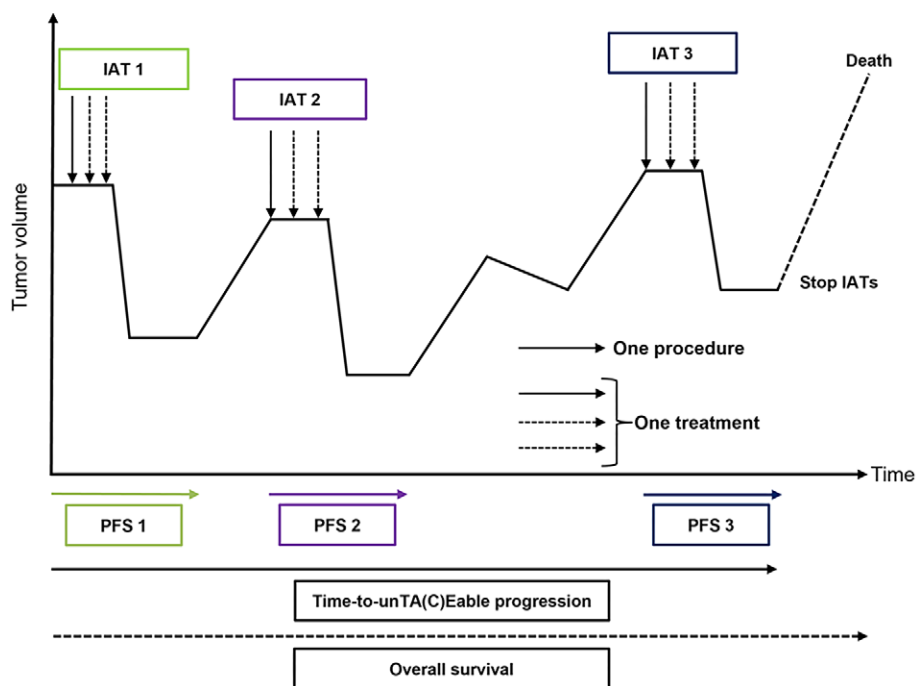 IAT 1
IAT 2
IAT 3
Death
Tumor volume
Stop IATs
One procedure
One treatment
Time
PFS 1
PFS 2
PFS 3
Time-to-unTA(C)Eable progression
Overall survival